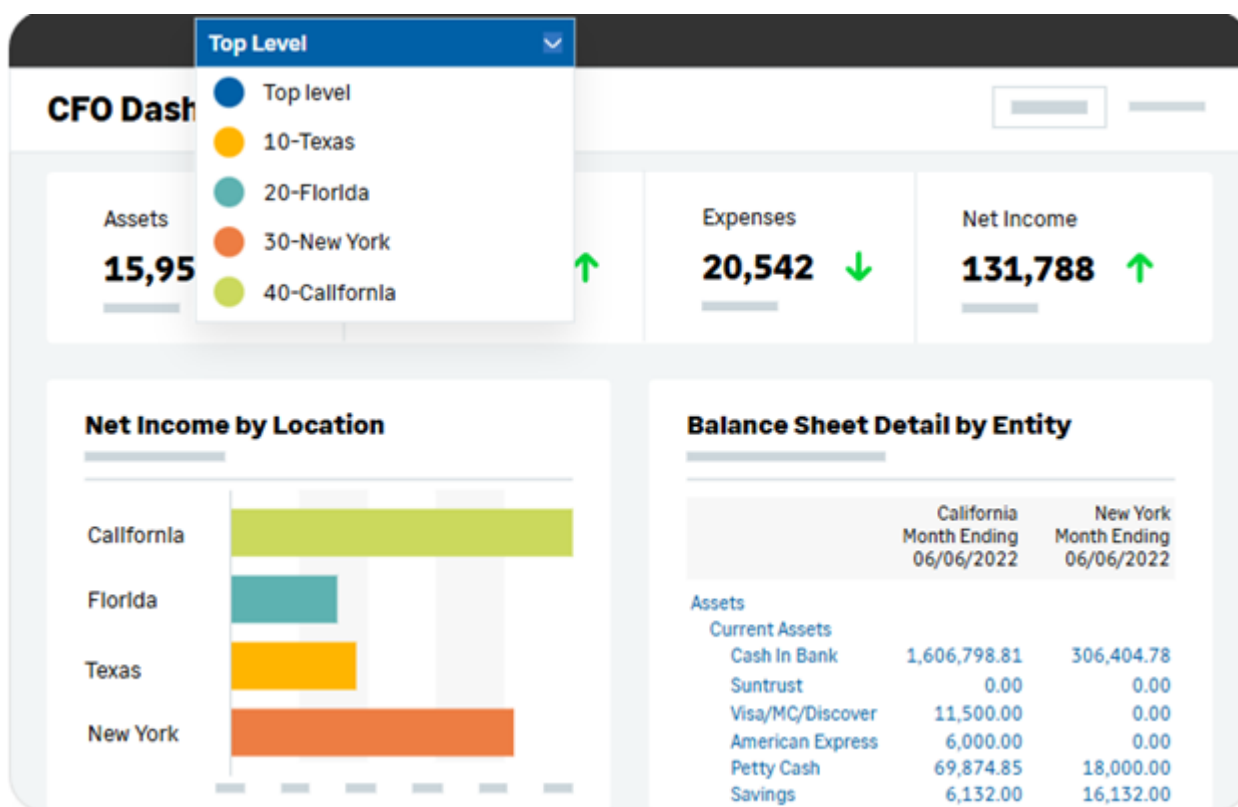 Top Level
Top level
10-Texas
20-Florida
30-New York
40-California
CFO Dash
Assets
15,95
Expenses
20,542
Net Income
131,788
Net Income by Location
California
Florida
Texas
New York
Balance Sheet Detail by Entity
California New York
Month Ending Month Ending
06/06/2022 06/06/2022
Assets
Current Assets
Cash In Bank 1,606,798.81 306,404.78
Suntrust 0.00 0.00
Visa/MC/Discover 11,500.00 0.00
American Express 6,000.00 0.00
Petty Cash 69,874.85 18,000.00
Savings 6,132.00 16,132.00